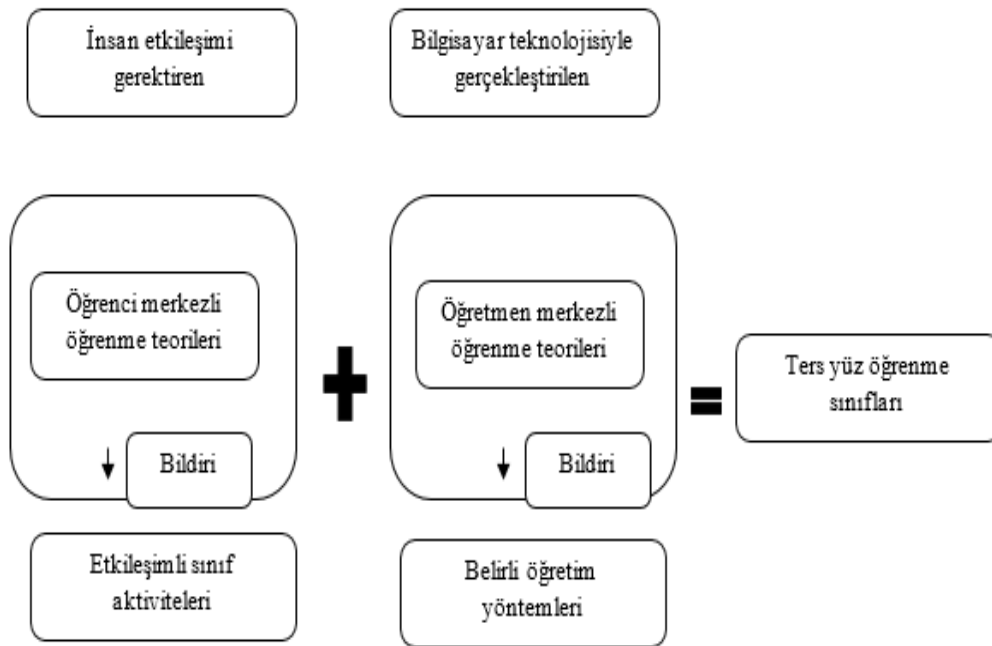 İnsan etkileşimi
gerektiren
Bilgisayar teknolojisiyle
gerçekleştirilen
Öğrenci merkezli
öğrenme teorileri
Öğretmen merkezli
öğrenme teorileri
Ters yüz öğrenme
sınıfları
Bildiri
Bildiri
Etkileşimli sınıf
aktiviteleri
Belirli öğretim
yöntemleri